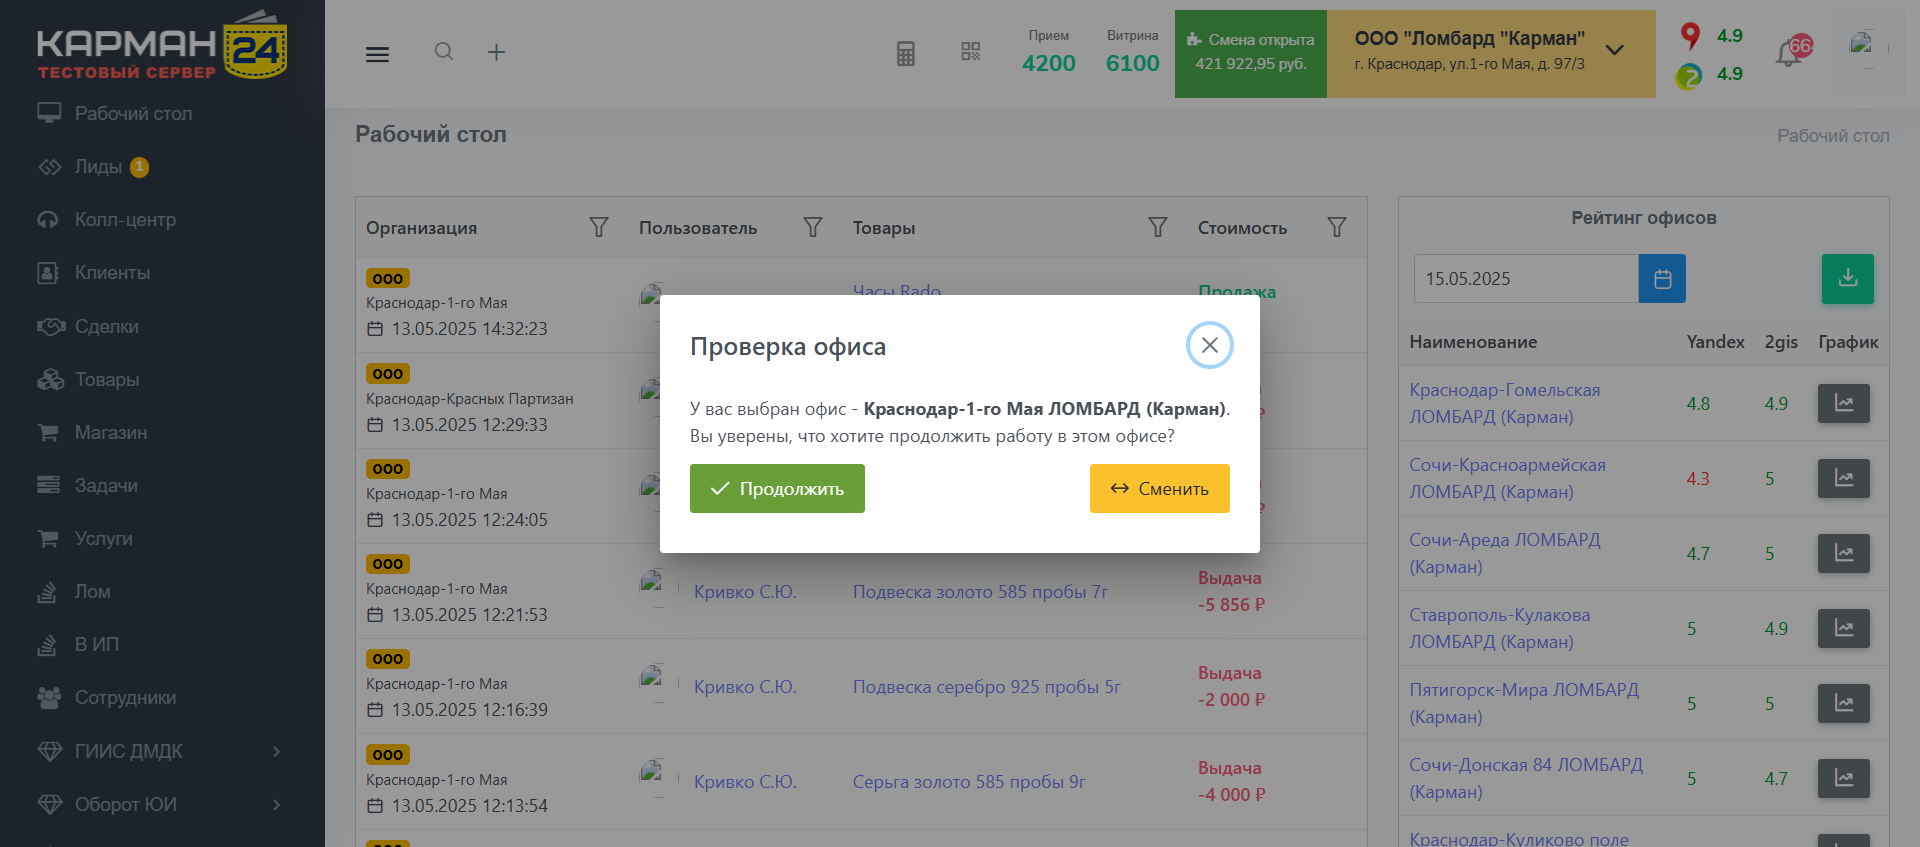 КАРМАН 24
ТЕСТОВЫЙ СЕРВЕР
Рабочий стол
Лиды 1
Колл-центр
Клиенты
Сделки
Товары
Магазин
Задачи
Услуги
Лом
В ИП
Сотрудники
ГИИС ДМДК
Оборот ЮИ
Прием
4200
Витрина
6100
Смена открыта
421 922,95 руб.
ООО "Ломбард "Карман"
г. Краснодар, ул.1-го Мая, д. 97/3
4.9
4.9
Рабочий стол
Рабочий стол
Организация Пользователь Товары Стоимость
ООО
Краснодар-1-го Мая
13.05.2025 14:32:23
Часы Rado
Продажа
ООО
Краснодар-Красных Партизан
13.05.2025 12:29:33
ООО
Краснодар-1-го Мая
13.05.2025 12:24:05
ООО
Краснодар-1-го Мая
13.05.2025 12:21:53
Кривко С.Ю.
Подвеска золото 585 пробы 7г
Выдача
-5 856 ₽
ООО
Краснодар-1-го Мая
13.05.2025 12:16:39
Кривко С.Ю.
Подвеска серебро 925 пробы 5г
Выдача
-2 000 ₽
ООО
Краснодар-1-го Мая
13.05.2025 12:13:54
Кривко С.Ю.
Серьга золото 585 пробы 9г
Выдача
-4 000 ₽
ООО
Проверка офиса
У вас выбран офис - Краснодар-1-го Мая ЛОМБАРД (Карман).
Вы уверены, что хотите продолжить работу в этом офисе?
Продолжить
Сменить
Рейтинг офисов
15.05.2025
Наименование Yandex 2gis График
Краснодар-Гомельская
ЛОМБАРД (Карман)
4.8 4.9
Сочи-Красноармейская
ЛОМБАРД (Карман)
4.3 5
Сочи-Ареда ЛОМБАРД
(Карман)
4.7 5
Ставрополь-Кулакова
ЛОМБАРД (Карман)
5 4.9
Пятигорск-Мира ЛОМБАРД
(Карман)
5 5
Сочи-Донская 84 ЛОМБАРД
(Карман)
5 4.7
Краснодар-Куликово поле